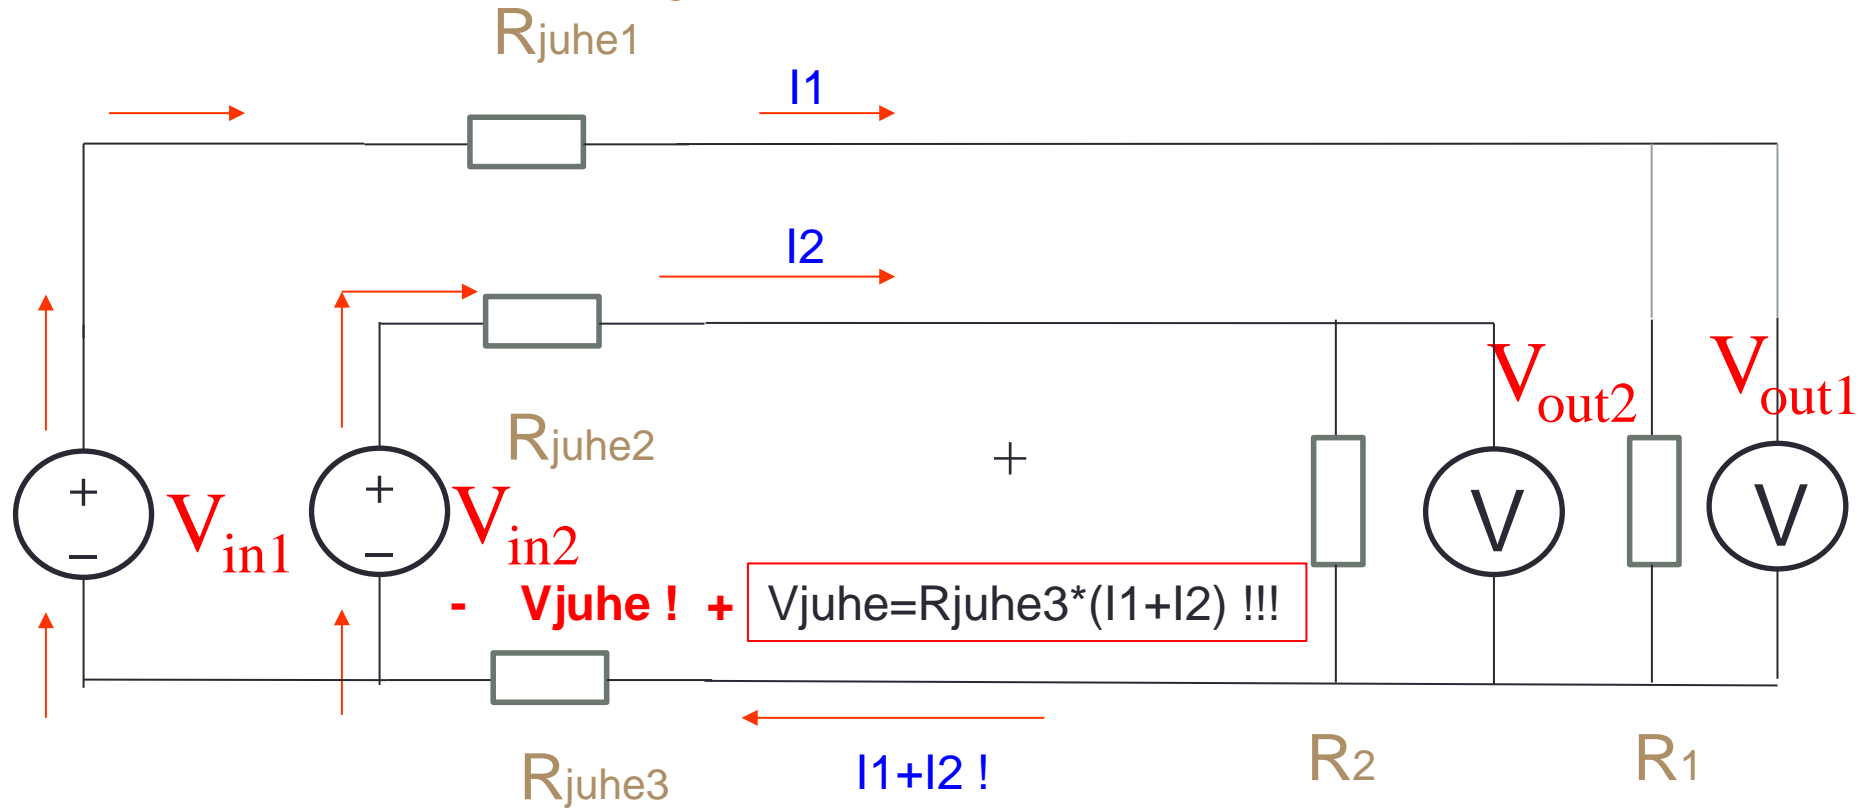 Rjuhe1
I1
I2
Vout2
Vout1
Rjuhe2
+
+
+
Vin1
Vin2
V
V
–
–
- Vjuhe ! +
Vjuhe=Rjuhe3*(I1+I2) !!!
Rjuhe3
I1+I2 !
R2
R1